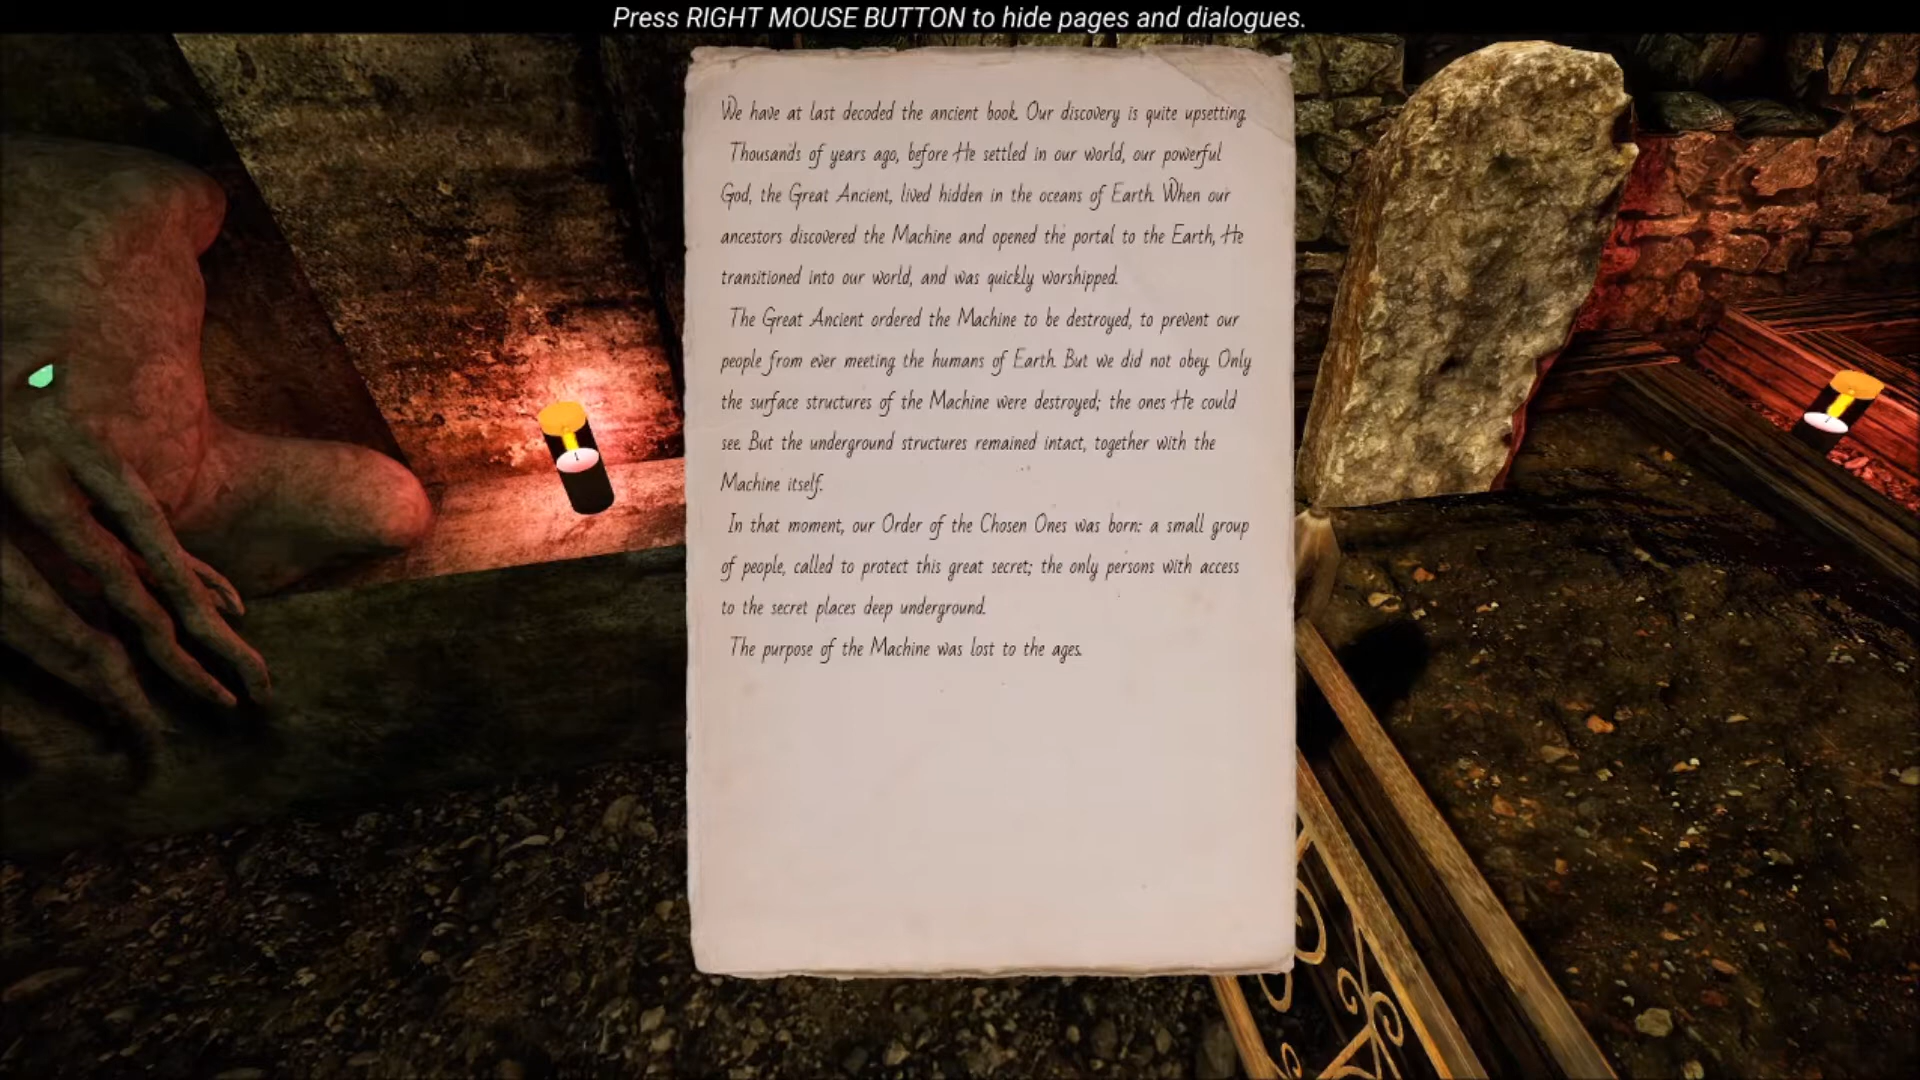 Press RIGHT MOUSE BUTTON to hide pages and dialogues.
We have at last decoded the ancient book. Our discovery is quite upsetting.
Thousands of years ago, before He settled in our world, our powerful
God, the Great Ancient, lived hidden in the oceans of Earth. When our
ancestors discovered the Machine and opened the portal to the Earth, He
transitioned into our world, and was quickly worshipped.
The Great Ancient ordered the Machine to be destroyed, to prevent our
people from ever meeting the humans of Earth. But we did not obey. Only
the surface structures of the Machine were destroyed; the ones He could
see. But the underground structures remained intact, together with the
Machine itself.
In that moment, our Order of the Chosen Ones was born: a small group
of people, called to protect this great secret; the only persons with access
to the secret places deep underground.
The purpose of the Machine was lost to the ages.